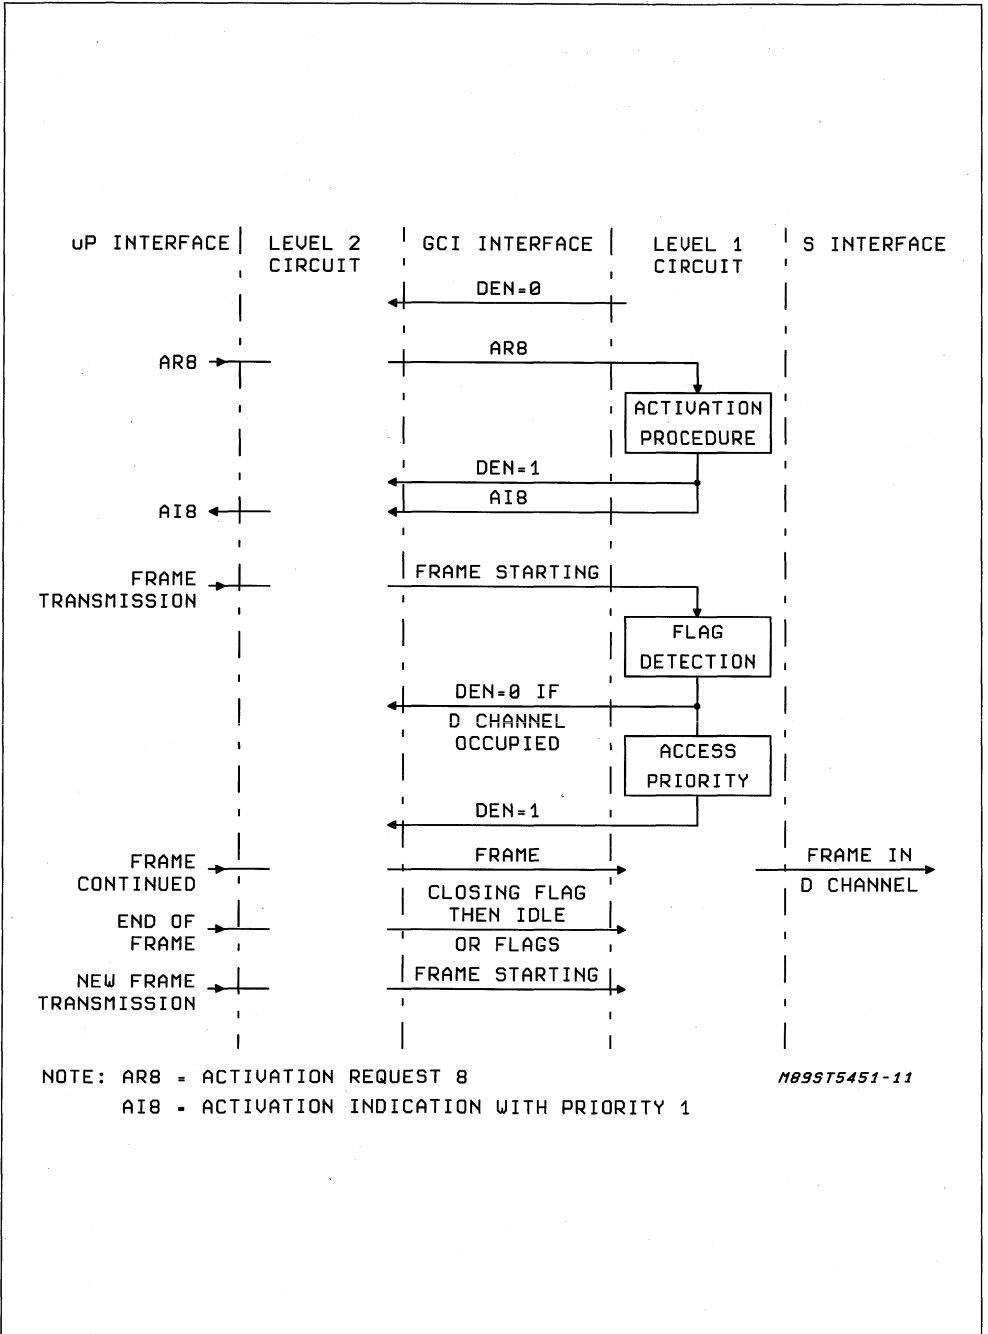 uP INTERFACE
LEVEL 2
CIRCUIT
GCI INTERFACE
LEVEL 1
CIRCUIT
S INTERFACE
DEN=0
AR8
AR8
ACTIVATION
PROCEDURE
DEN=1
AI8
AI8
FRAME
TRANSMISSION
FRAME STARTING
FLAG
DETECTION
DEN=0 IF
D CHANNEL
OCCUPIED
ACCESS
PRIORITY
DEN=1
FRAME
CONTINUED
FRAME
FRAME IN
D CHANNEL
END OF
FRAME
CLOSING FLAG
THEN IDLE
OR FLAGS
NEW FRAME
TRANSMISSION
FRAME STARTING
NOTE: AR8 = ACTIVATION REQUEST 8
AI8 = ACTIVATION INDICATION WITH PRIORITY 1
M89ST5451-11